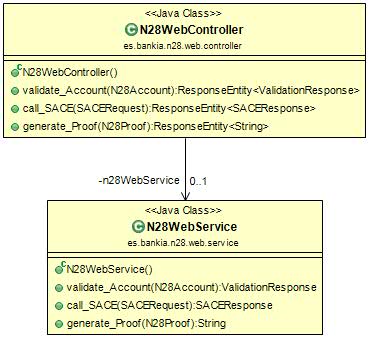 <<Java Class>>
N28WebController
es.bankia.n28.web.controller
N28WebController()
validate_Account(N28Account):ResponseEntity<ValidationResponse>
call_SACE(SACERequest):ResponseEntity<SACEResponse>
generate_Proof(N28Proof):ResponseEntity<String>
-n28WebService 0..1
<<Java Class>>
N28WebService
es.bankia.n28.web.service
N28WebService()
validate_Account(N28Account):ValidationResponse
call_SACE(SACERequest):SACEResponse
generate_Proof(N28Proof):String